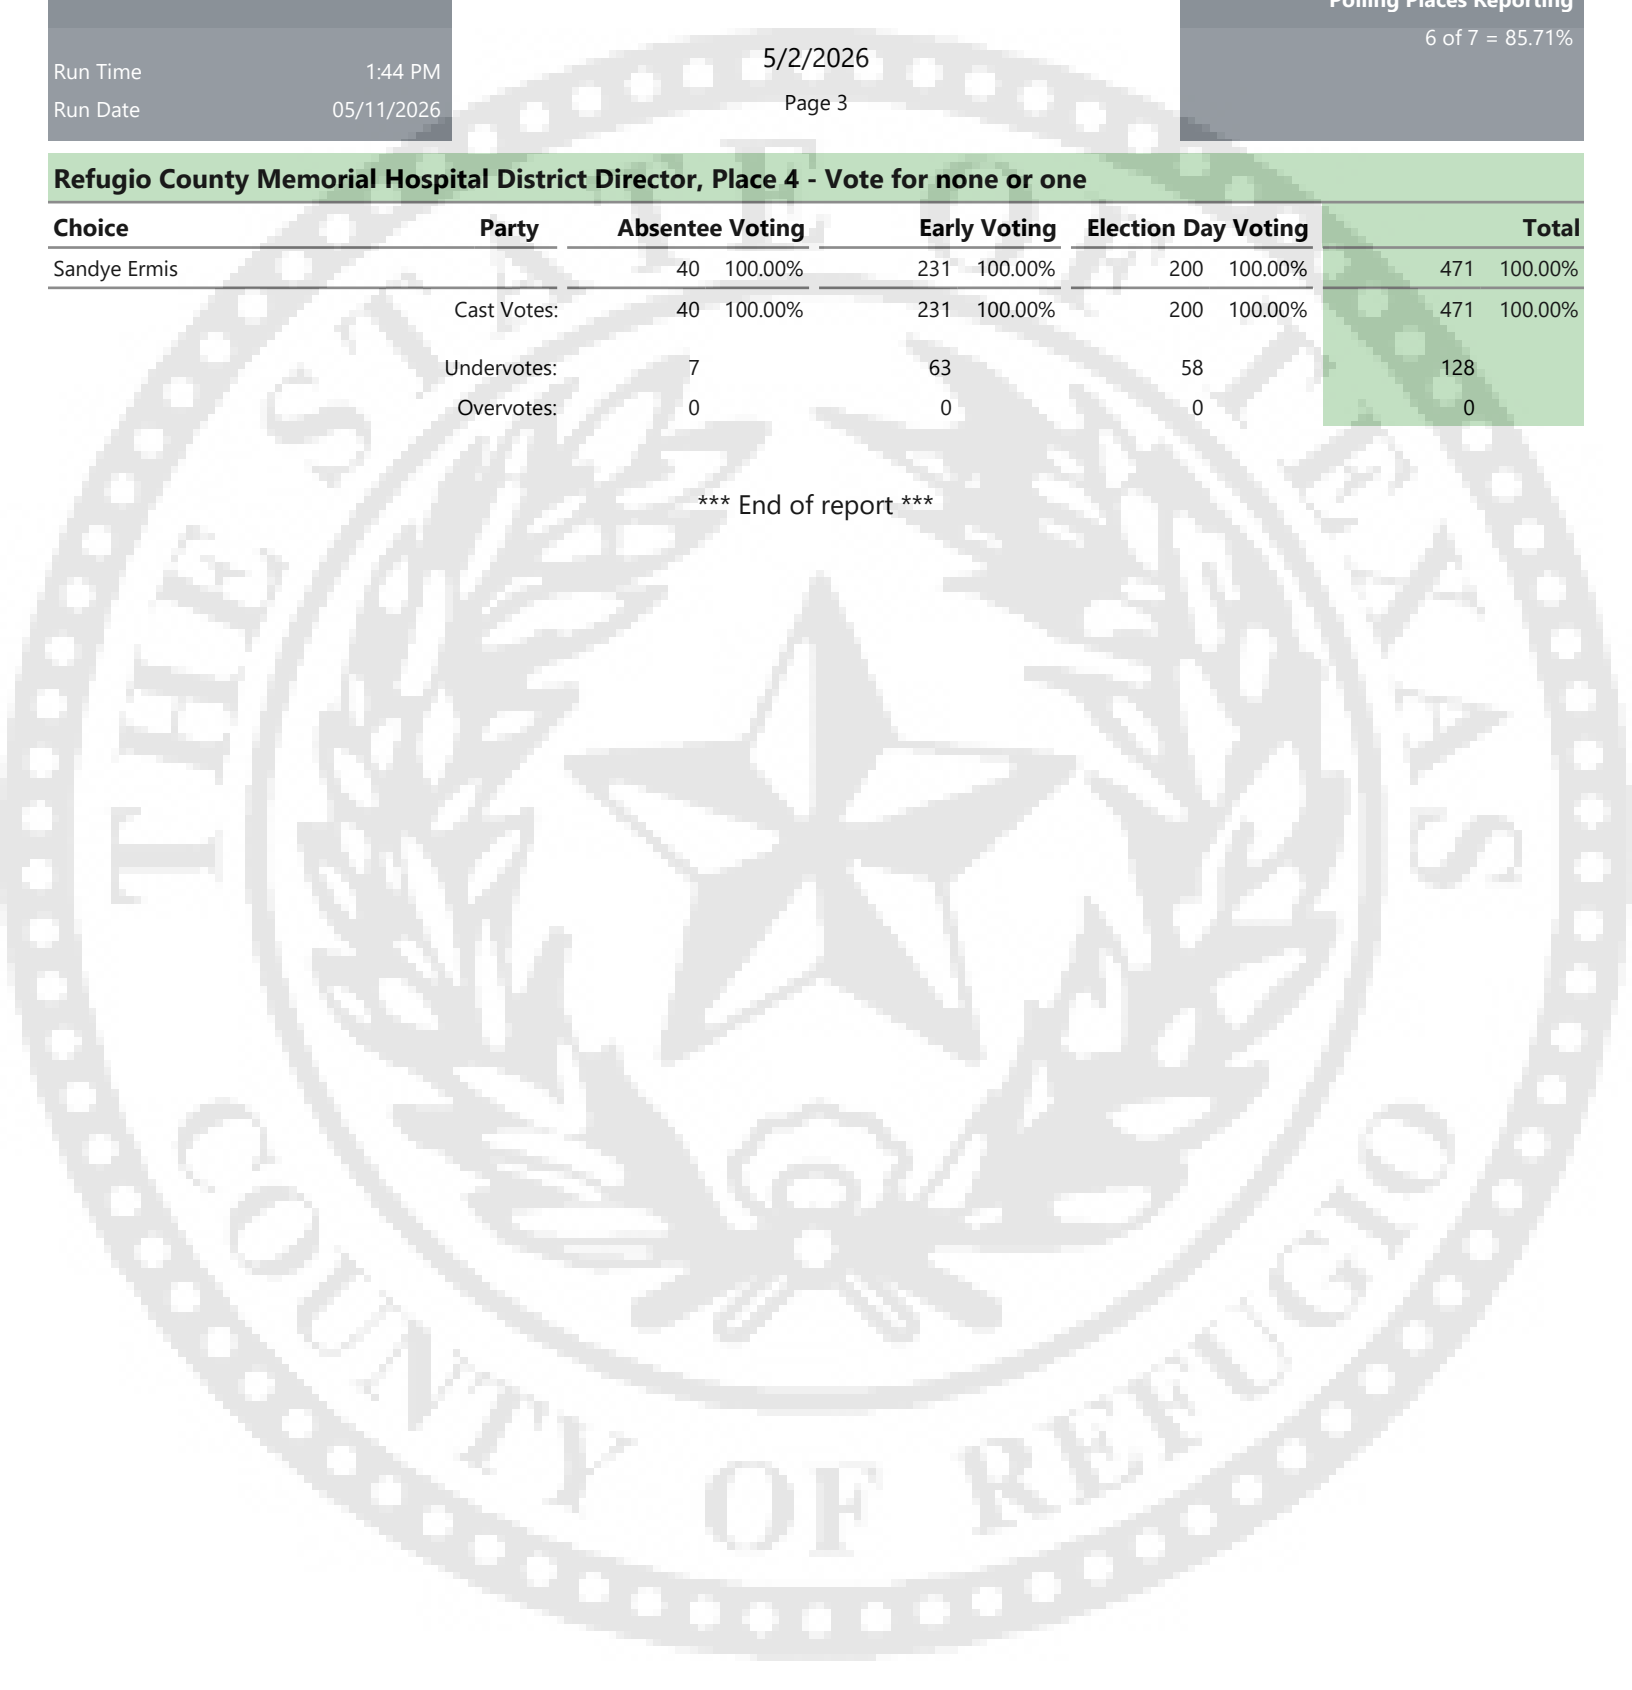 Polling Places Reporting
6 of 7 = 85.71%
5/2/2026
Run Time 1:44 PM
Page 3
Run Date 05/11/2026
Refugio County Memorial Hospital District Director, Place 4 - Vote for none or one
Choice Party Absentee Voting Early Voting Election Day Voting Total
Sandye Ermis 40 100.00% 231 100.00% 200 100.00% 471 100.00%
Cast Votes: 40 100.00% 231 100.00% 200 100.00% 471 100.00%
Undervotes: 7 63 58 128
Overvotes: 0 0 0 0
*** End of report ***
THE STATE OF TEXAS
COUNTY OF REFUGIO